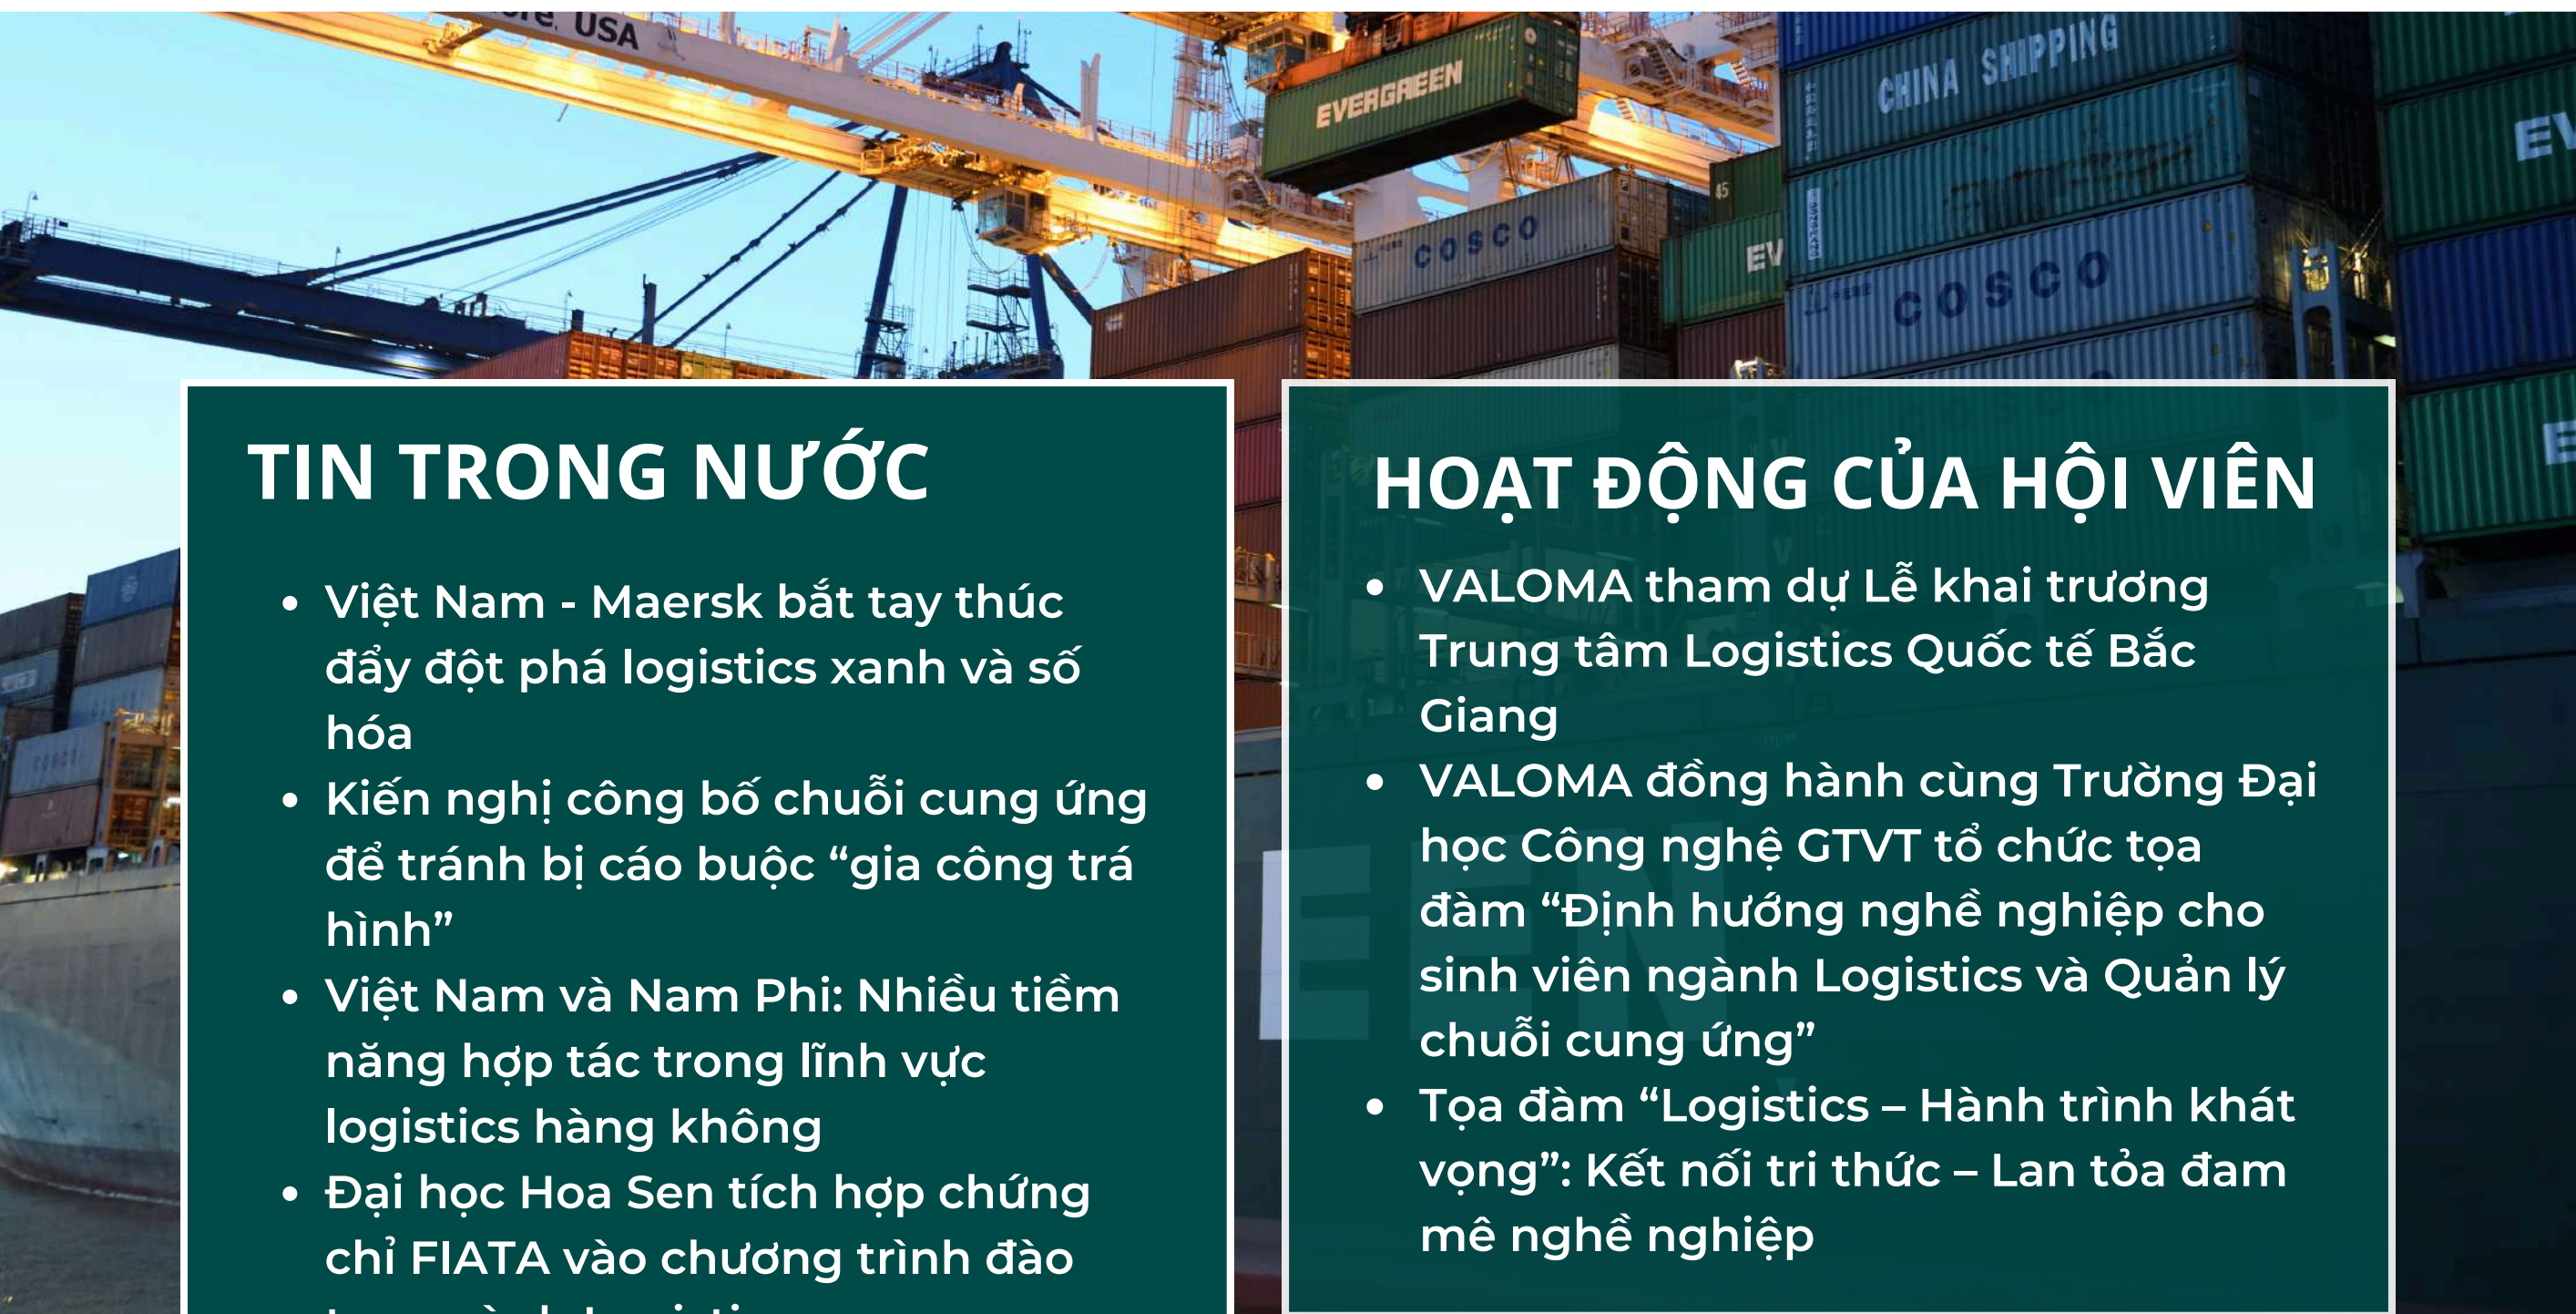 USA
EVERGREEN
CHINA SHIPPING
COSCO
45
EV
COSCO
EV
COSCO
TIN TRONG NƯỚC
Việt Nam - Maersk bắt tay thúc
đẩy đột phá logistics xanh và số
hóa
Kiến nghị công bố chuỗi cung ứng
để tránh bị cáo buộc “gia công trá
hình”
Việt Nam và Nam Phi: Nhiều tiềm
năng hợp tác trong lĩnh vực
logistics hàng không
Đại học Hoa Sen tích hợp chứng
chỉ FIATA vào chương trình đào
HOẠT ĐỘNG CỦA HỘI VIÊN
VALOMA tham dự Lễ khai trương
Trung tâm Logistics Quốc tế Bắc
Giang
VALOMA đồng hành cùng Trường Đại
học Công nghệ GTVT tổ chức tọa
đàm “Định hướng nghề nghiệp cho
sinh viên ngành Logistics và Quản lý
chuỗi cung ứng”
Tọa đàm “Logistics – Hành trình khát
vọng”: Kết nối tri thức – Lan tỏa đam
mê nghề nghiệp